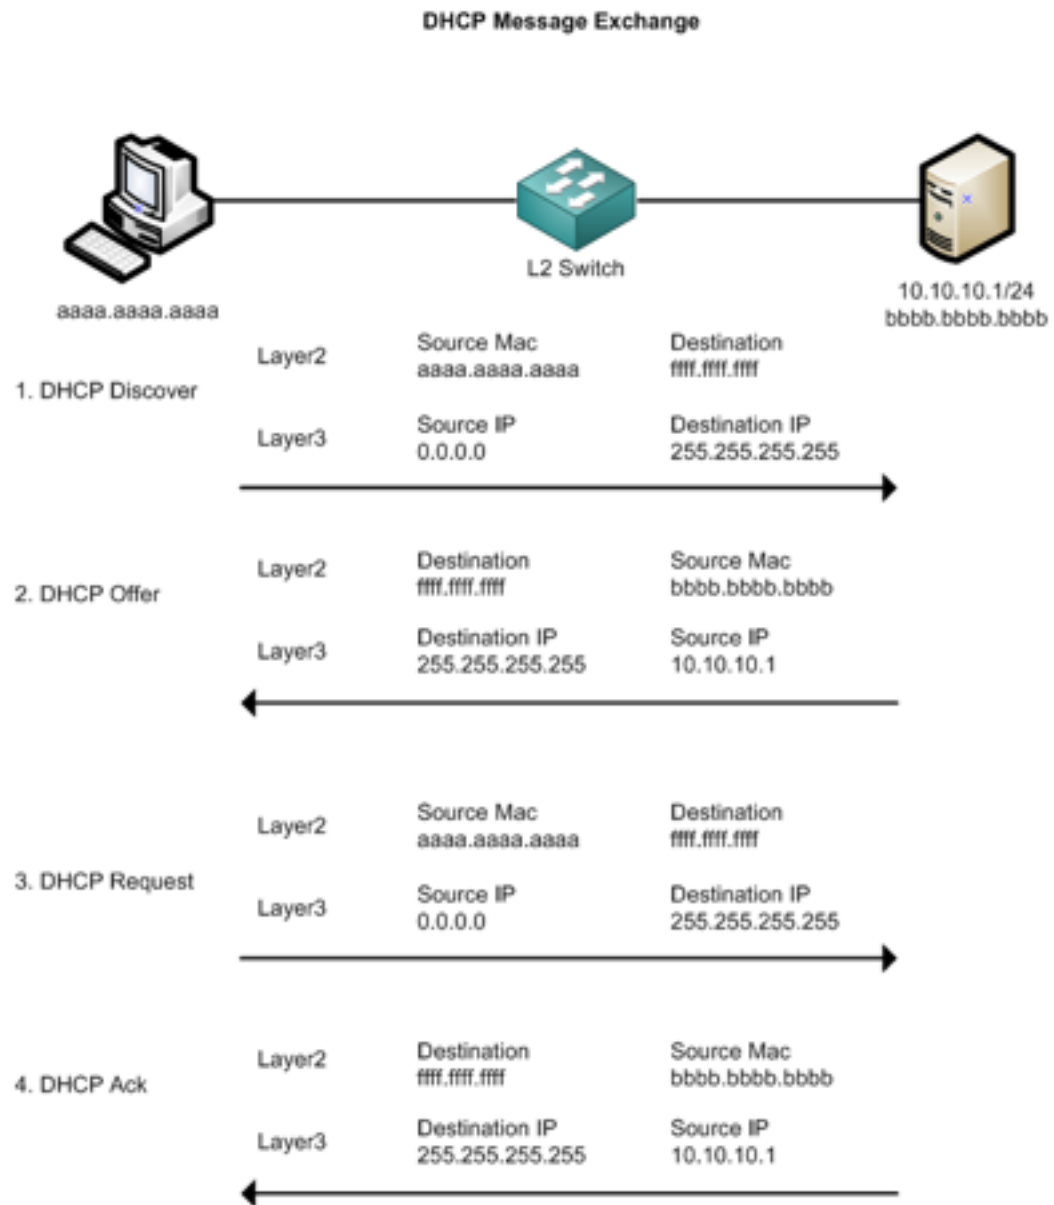 DHCP Message Exchange
L2 Switch
aaaa.aaaa.aaaa
10.10.10.1/24
bbbb.bbbb.bbbb
1. DHCP Discover
Layer2
Source Mac
aaaa.aaaa.aaaa
Destination
ffff.ffff.ffff
Layer3
Source IP
0.0.0.0
Destination IP
255.255.255.255
2. DHCP Offer
Layer2
Destination
ffff.ffff.ffff
Source Mac
bbbb.bbbb.bbbb
Layer3
Destination IP
255.255.255.255
Source IP
10.10.10.1
3. DHCP Request
Layer2
Source Mac
aaaa.aaaa.aaaa
Destination
ffff.ffff.ffff
Layer3
Source IP
0.0.0.0
Destination IP
255.255.255.255
4. DHCP Ack
Layer2
Destination
ffff.ffff.ffff
Source Mac
bbbb.bbbb.bbbb
Layer3
Destination IP
255.255.255.255
Source IP
10.10.10.1